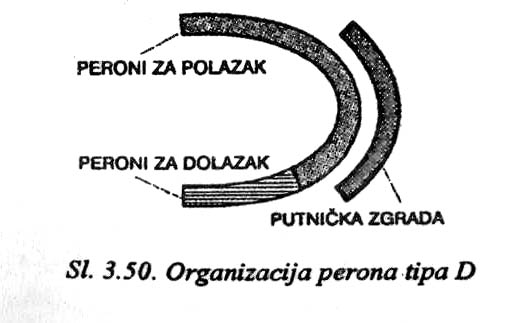 PERONI ZA POLAZAK
PERONI ZA DOLAZAK
PUTNIČKA ZGRADA
Sl. 3.50. Organizacija perona tipa D